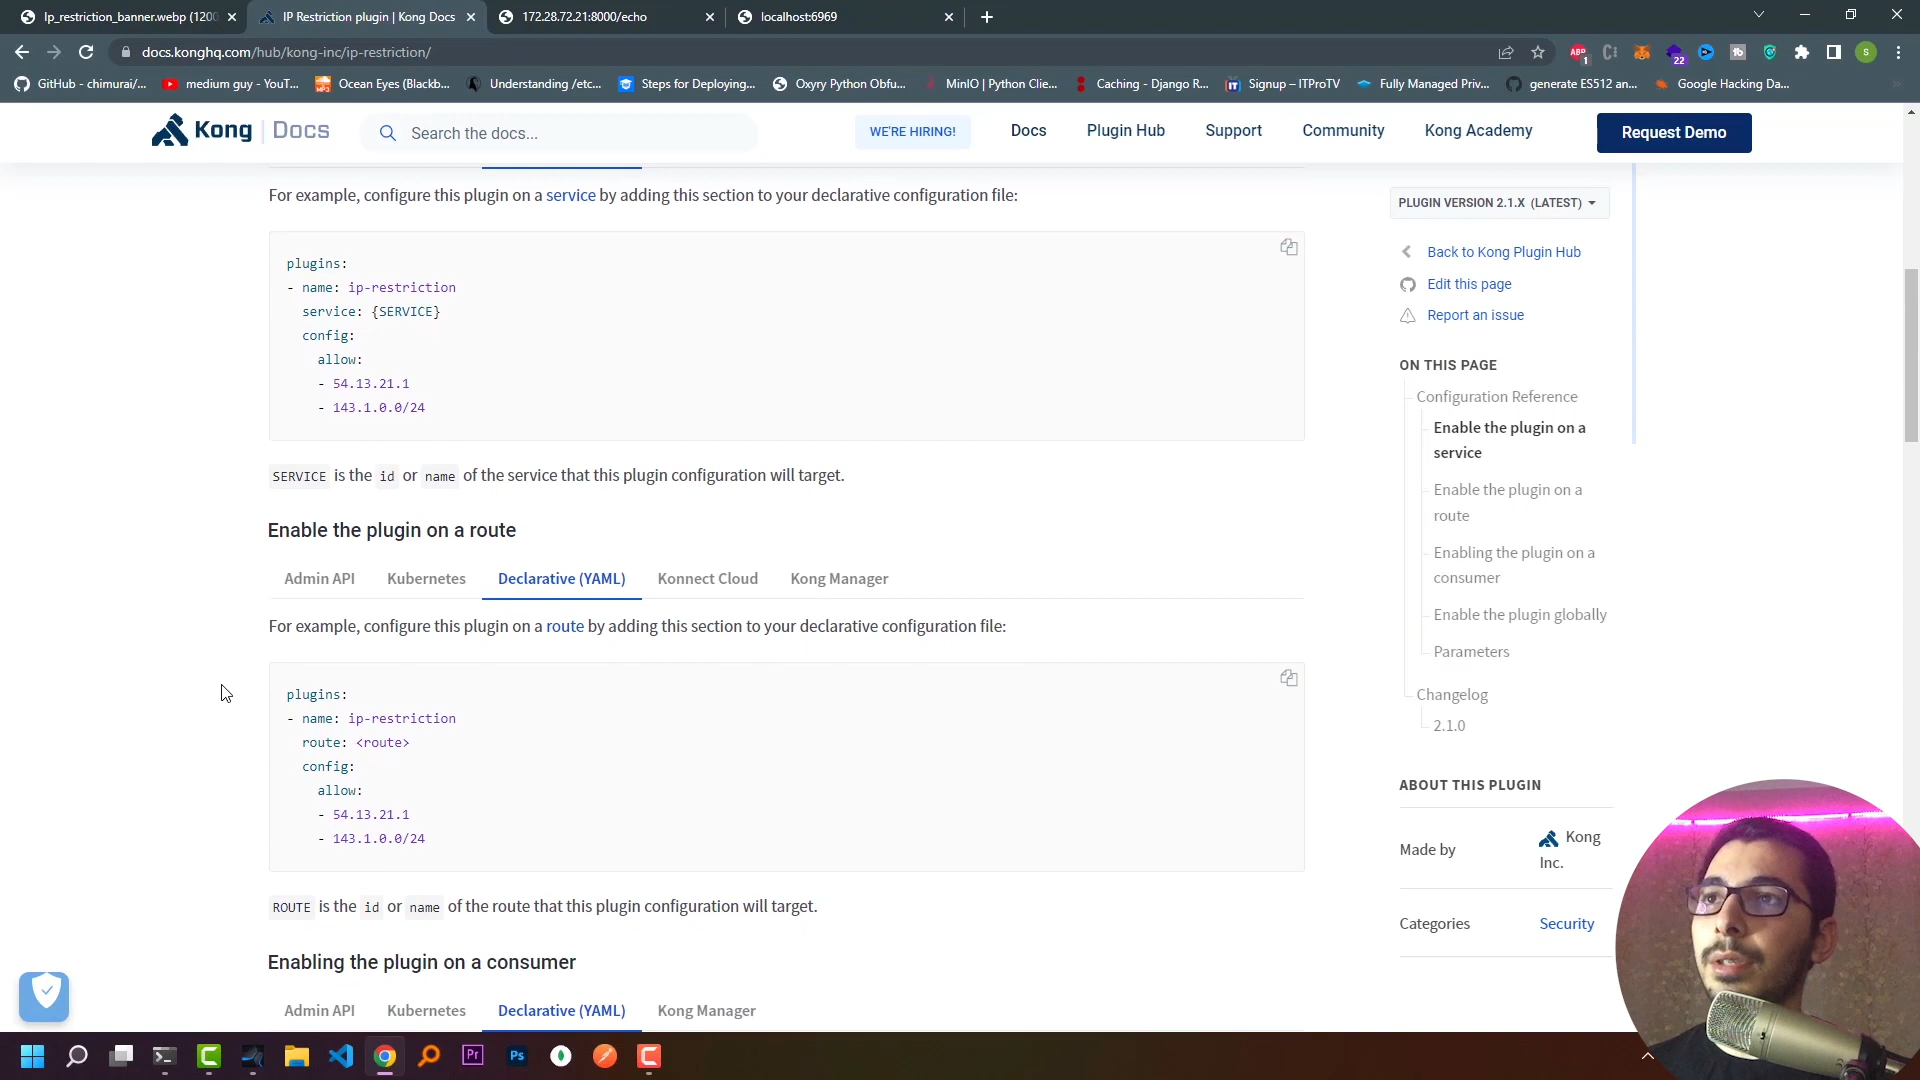 Ip_restriction_banner.webp (1200
IP Restriction plugin | Kong Docs
172.28.72.21:8000/echo
localhost:6969
docs.konghq.com/hub/kong-inc/ip-restriction/
ABP
1
22
tb
S
GitHub - chimurai/...
medium guy - YouT...
Ocean Eyes (Blackb...
Understanding /etc...
Steps for Deploying...
Oxyry Python Obfu...
MinIO | Python Clie...
Caching - Django R...
IT
Signup – ITProTV
Fully Managed Priv...
generate ES512 an...
Google Hacking Da...
Kong | Docs
Search the docs...
WE'RE HIRING!
Docs
Plugin Hub
Support
Community
Kong Academy
Request Demo
For example, configure this plugin on a service by adding this section to your declarative configuration file:
plugins:
- name: ip-restriction
service: {SERVICE}
config:
allow:
- 54.13.21.1
- 143.1.0.0/24
SERVICE is the id or name of the service that this plugin configuration will target.
Enable the plugin on a route
Admin API
Kubernetes
Declarative (YAML)
Konnect Cloud
Kong Manager
For example, configure this plugin on a route by adding this section to your declarative configuration file:
plugins:
- name: ip-restriction
route: <route>
config:
allow:
- 54.13.21.1
- 143.1.0.0/24
ROUTE is the id or name of the route that this plugin configuration will target.
Enabling the plugin on a consumer
Admin API
Kubernetes
Declarative (YAML)
Kong Manager
PLUGIN VERSION 2.1.X (LATEST)
Back to Kong Plugin Hub
Edit this page
Report an issue
ON THIS PAGE
Configuration Reference
Enable the plugin on a
service
Enable the plugin on a
route
Enabling the plugin on a
consumer
Enable the plugin globally
Parameters
Changelog
2.1.0
ABOUT THIS PLUGIN
Made by
Kong
Inc.
Categories
Security
Pr
Ps